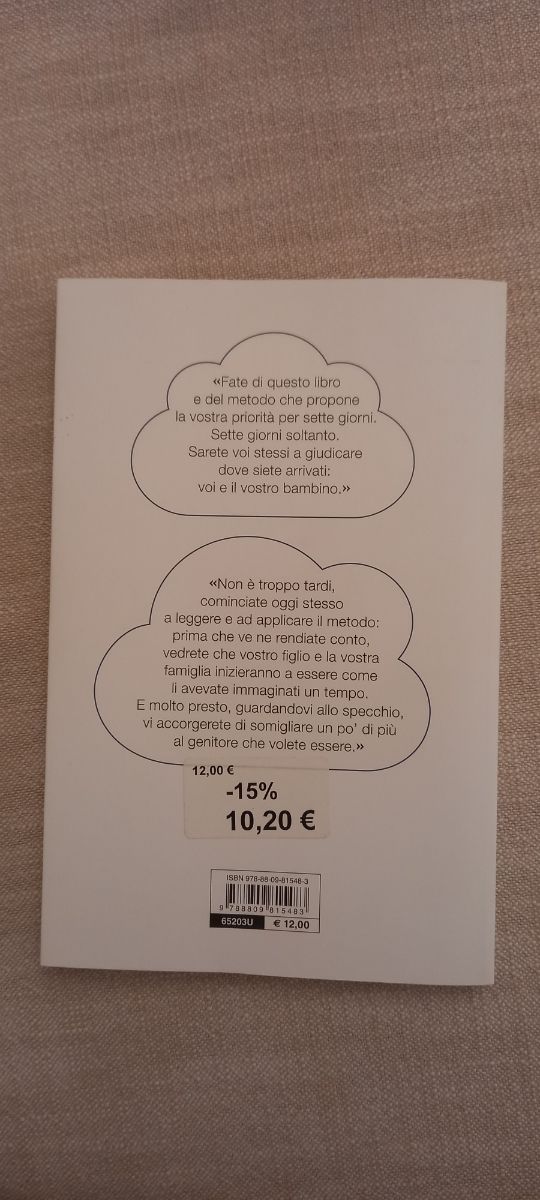 «Fate di questo libro
e del metodo che propone
la vostra priorità per sette giorni.
Sette giorni soltanto.
Sarete voi stessi a giudicare
dove siete arrivati:
voi e il vostro bambino.»
«Non è troppo tardi,
cominciate oggi stesso
a leggere e ad applicare il metodo:
prima che ve ne rendiate conto,
vedrete che vostro figlio e la vostra
famiglia inizieranno a essere come
li avevate immaginati un tempo.
E molto presto, guardandovi allo specchio,
vi accorgerete di somigliare un po' di più
al genitore che volete essere.»
12,00 €
-15%
10,20 €
ISBN 978-88-09-81548-3
9 788809 815483
65203U € 12,00